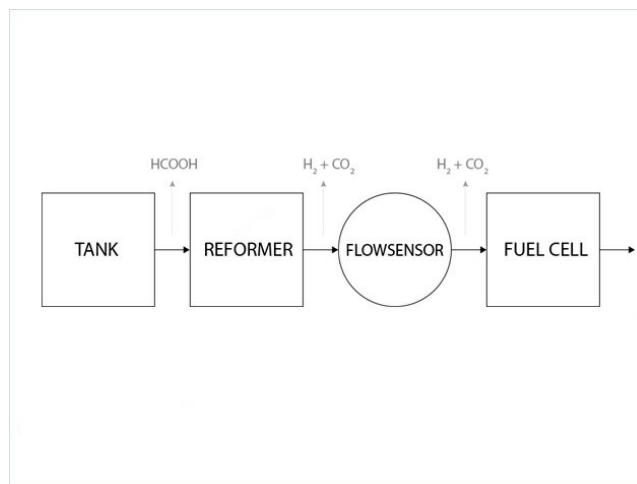 HCOOH
H₂ + CO₂
H₂ + CO₂
TANK
REFORMER
FLOWSENSOR
FUEL CELL